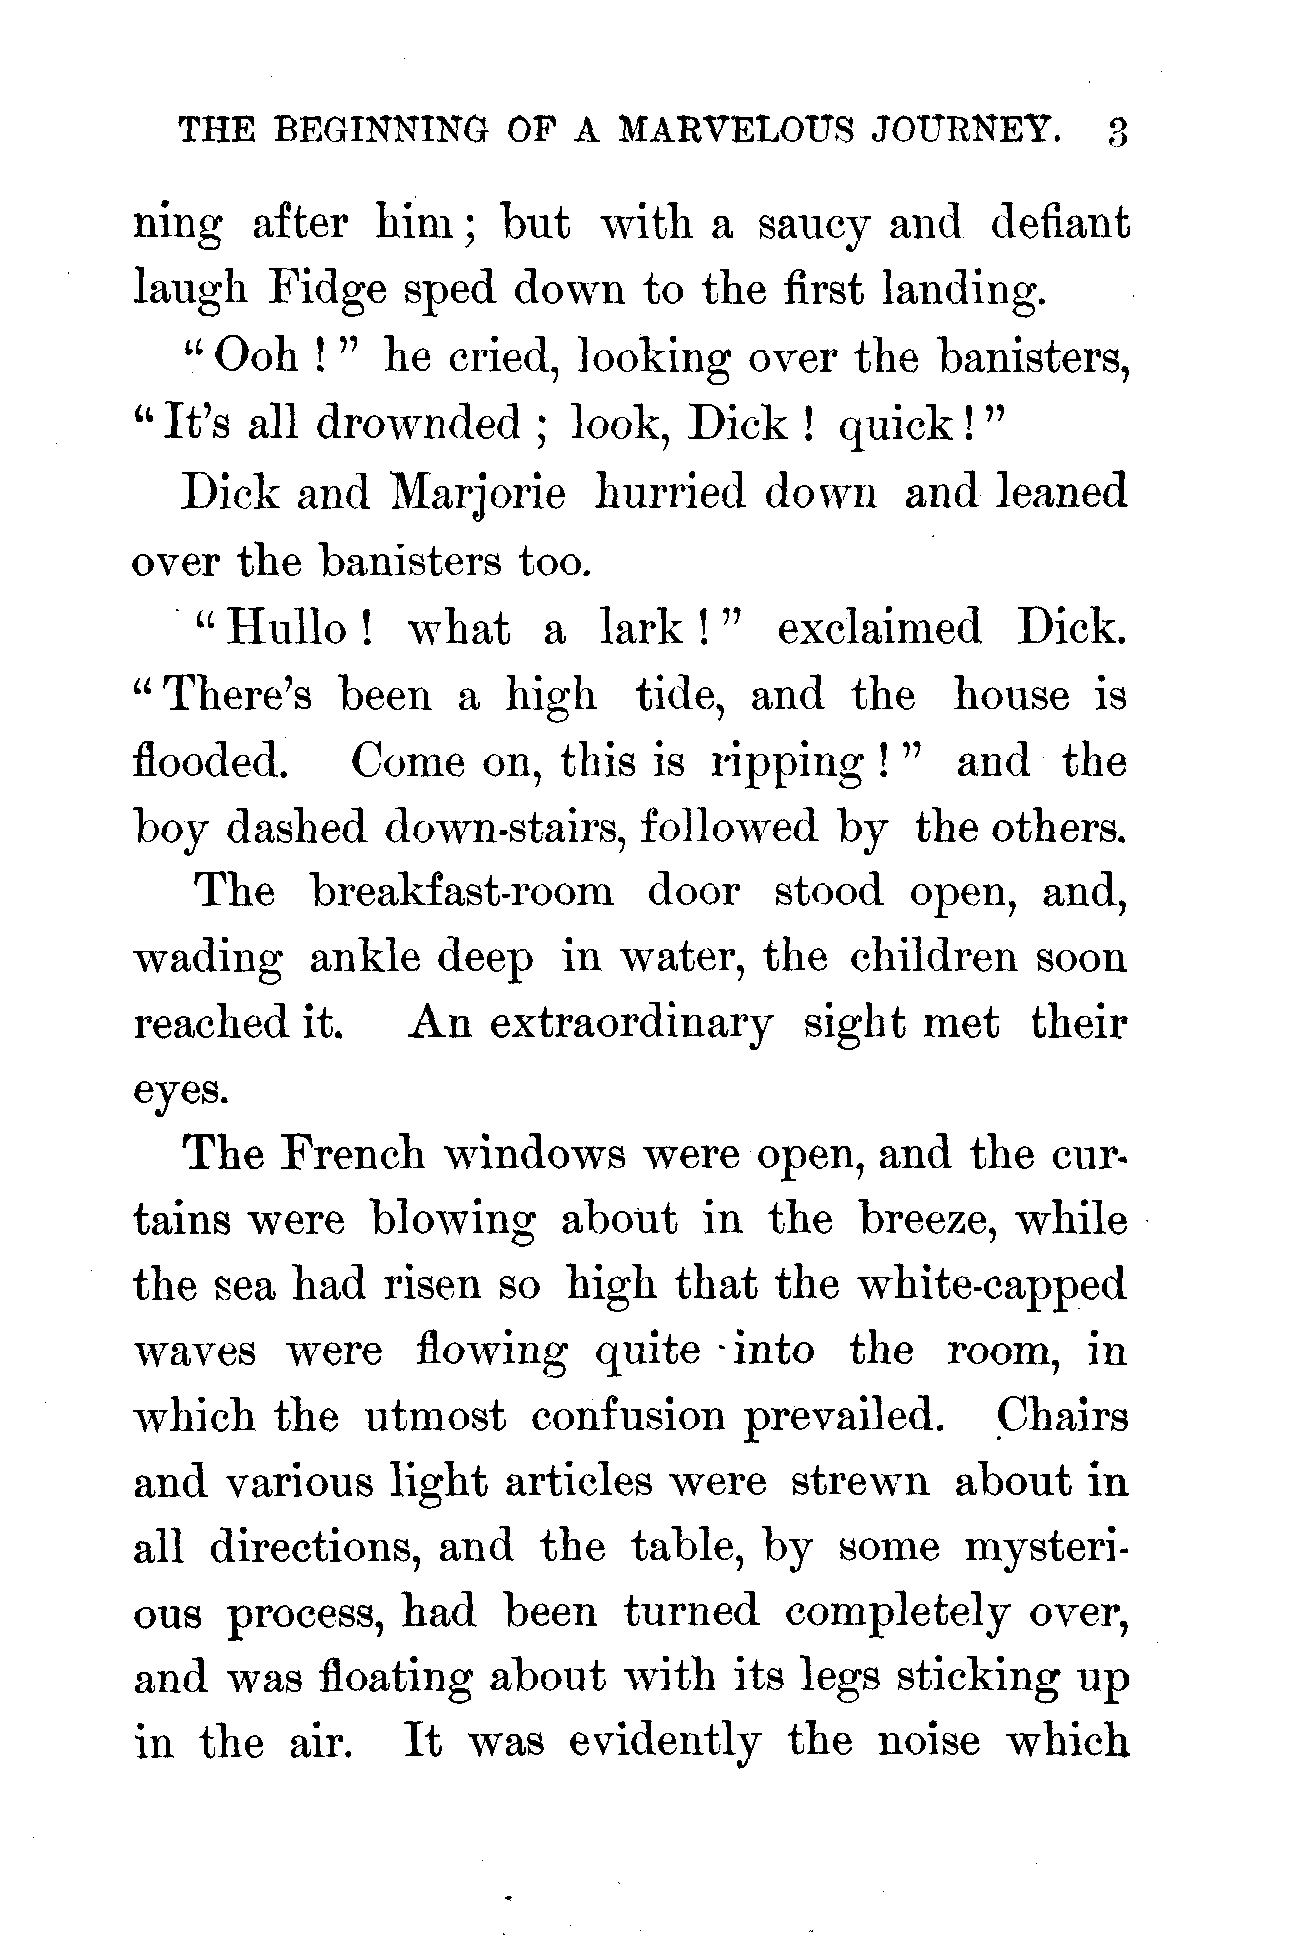 THE BEGINNING OF A MARVELOUS JOURNEY. 3
ning after him; but with a saucy and defiant
laugh Fidge sped down to the first landing.
"Ooh!" he cried, looking over the banisters,
"It's all drownded; look, Dick! quick!"
Dick and Marjorie hurried down and leaned
over the banisters too.
"Hullo! what a lark!" exclaimed Dick.
"There's been a high tide, and the house is
flooded. Come on, this is ripping!" and the
boy dashed down-stairs, followed by the others.
The breakfast-room door stood open, and,
wading ankle deep in water, the children soon
reached it. An extraordinary sight met their
eyes.
The French windows were open, and the cur-
tains were blowing about in the breeze, while
the sea had risen so high that the white-capped
waves were flowing quite into the room, in
which the utmost confusion prevailed. Chairs
and various light articles were strewn about in
all directions, and the table, by some mysteri-
ous process, had been turned completely over,
and was floating about with its legs sticking up
in the air. It was evidently the noise which